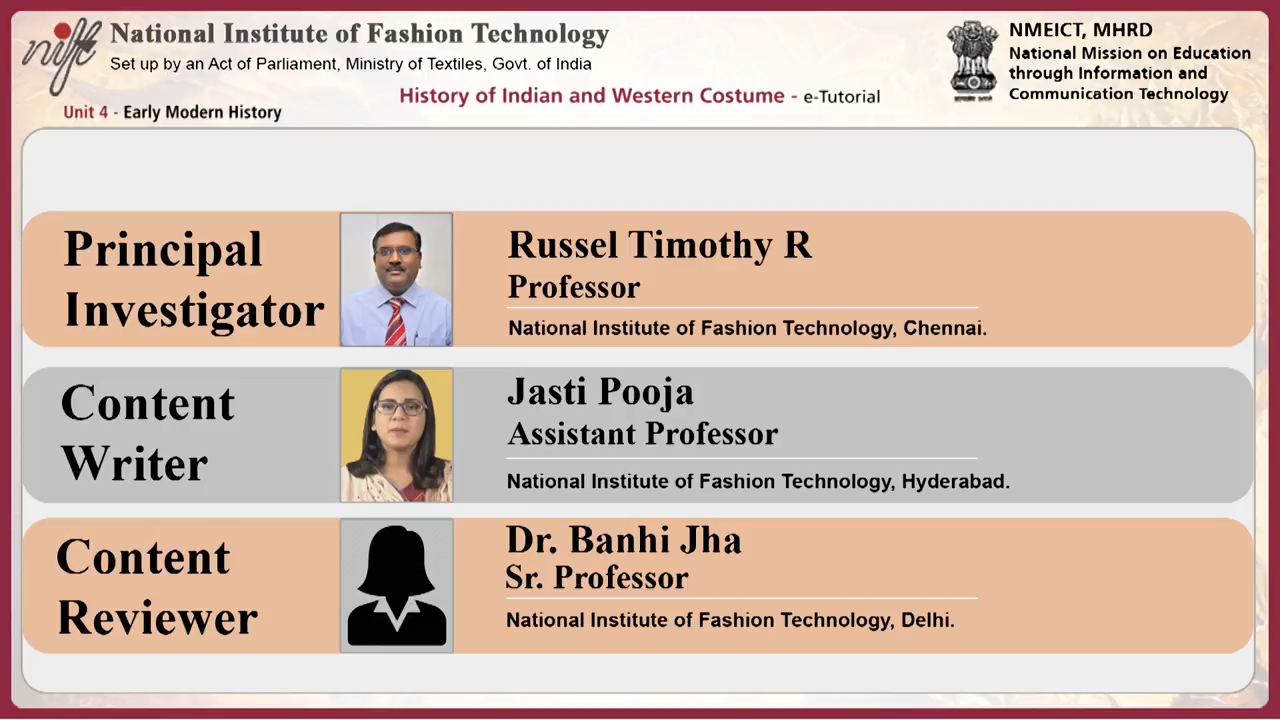 nift
National Institute of Fashion Technology
Set up by an Act of Parliament, Ministry of Textiles, Govt. of India
NMEICT, MHRD
National Mission on Education
through Information and
Communication Technology
History of Indian and Western Costume - e-Tutorial
Unit 4 - Early Modern History
Principal
Investigator
Russel Timothy R
Professor
National Institute of Fashion Technology, Chennai.
Content
Writer
Jasti Pooja
Assistant Professor
National Institute of Fashion Technology, Hyderabad.
Content
Reviewer
Dr. Banhi Jha
Sr. Professor
National Institute of Fashion Technology, Delhi.